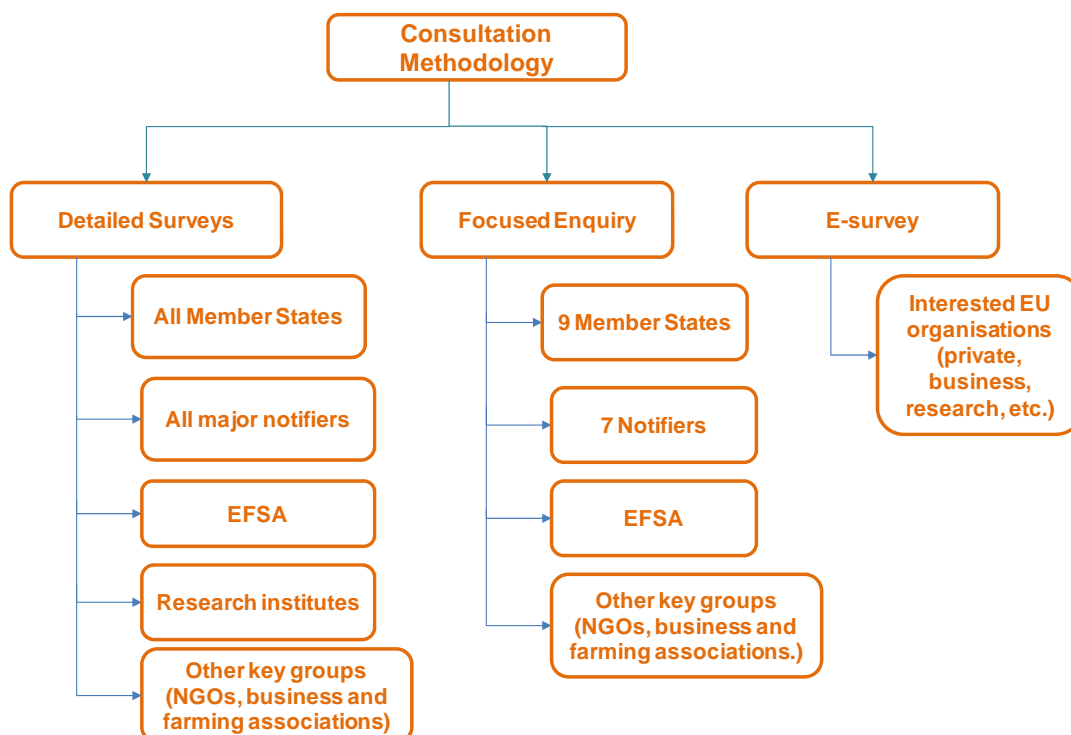 Consultation
Methodology
Detailed Surveys
All Member States
All major notifiers
EFSA
Research institutes
Other key groups
(NGOs, business and
farming associations)
Focused Enquiry
9 Member States
7 Notifiers
EFSA
Other key groups
(NGOs, business and
farming associations.)
E-survey
Interested EU
organisations
(private,
business,
research, etc.)